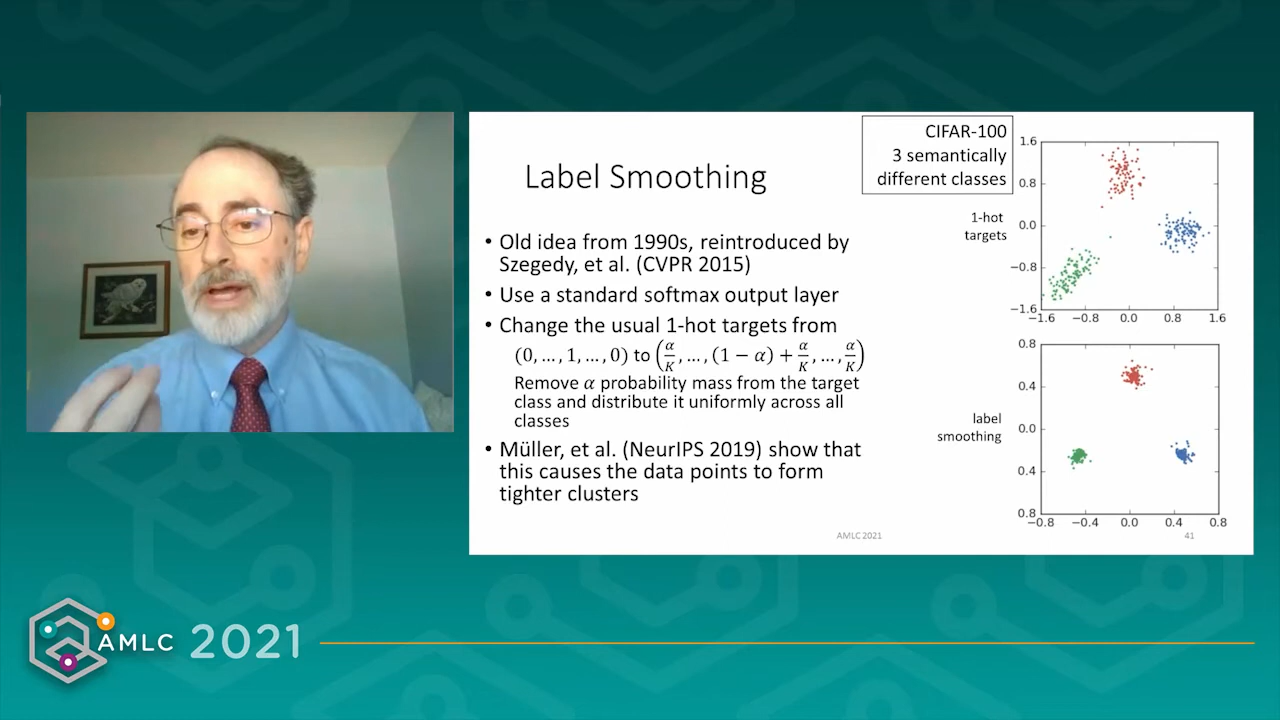 Label Smoothing
• Old idea from 1990s, reintroduced by
Szegedy, et al. (CVPR 2015)
• Use a standard softmax output layer
• Change the usual 1-hot targets from
(0, …, 1, …, 0) to (α/K, …, (1 − α) + α/K, …, α/K)
Remove α probability mass from the target
class and distribute it uniformly across all
classes
• Müller, et al. (NeurIPS 2019) show that
this causes the data points to form
tighter clusters
CIFAR-100
3 semantically
different classes
1-hot
targets
1.6
0.8
0.0
−0.8
−1.6
−1.6 −0.8 0.0 0.8 1.6
label
smoothing
0.8
0.4
0.0
0.4
0.8
−0.8 −0.4 0.0 0.4 0.8
AMLC 2021
41
AMLC 2021